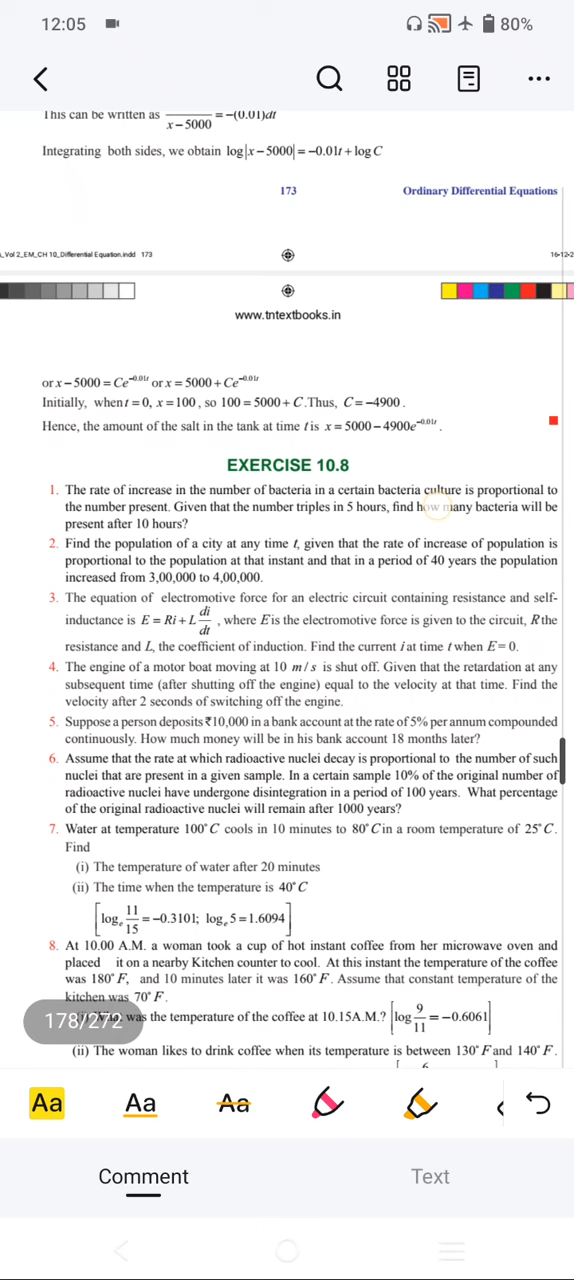 12:05
80%
This can be written as x – 5000 = –(0.01)dt
Integrating both sides, we obtain log|x – 5000| = –0.01t + log C
173 Ordinary Differential Equations
_Vol 2_EM_CH 10_Differential Equation.indd 173 16-12-2
www.tntextbooks.in
or x – 5000 = Ce^–0.01t or x = 5000 + Ce^–0.01t
Initially, when t = 0, x = 100 , so 100 = 5000 + C .Thus, C = –4900 .
Hence, the amount of the salt in the tank at time t is x = 5000 – 4900e^–0.01t .
EXERCISE 10.8
1. The rate of increase in the number of bacteria in a certain bacteria culture is proportional to
the number present. Given that the number triples in 5 hours, find how many bacteria will be
present after 10 hours?
2. Find the population of a city at any time t, given that the rate of increase of population is
proportional to the population at that instant and that in a period of 40 years the population
increased from 3,00,000 to 4,00,000.
3. The equation of electromotive force for an electric circuit containing resistance and self-
inductance is E = Ri + L di/dt , where E is the electromotive force is given to the circuit, R the
resistance and L, the coefficient of induction. Find the current i at time t when E = 0.
4. The engine of a motor boat moving at 10 m / s is shut off. Given that the retardation at any
subsequent time (after shutting off the engine) equal to the velocity at that time. Find the
velocity after 2 seconds of switching off the engine.
5. Suppose a person deposits ₹10,000 in a bank account at the rate of 5% per annum compounded
continuously. How much money will be in his bank account 18 months later?
6. Assume that the rate at which radioactive nuclei decay is proportional to the number of such
nuclei that are present in a given sample. In a certain sample 10% of the original number of
radioactive nuclei have undergone disintegration in a period of 100 years. What percentage
of the original radioactive nuclei will remain after 1000 years?
7. Water at temperature 100°C cools in 10 minutes to 80°C in a room temperature of 25°C.
Find
(i) The temperature of water after 20 minutes
(ii) The time when the temperature is 40°C
[log_e 11/15 = –0.3101; log_e 5 = 1.6094]
8. At 10.00 A.M. a woman took a cup of hot instant coffee from her microwave oven and
placed it on a nearby Kitchen counter to cool. At this instant the temperature of the coffee
was 180°F, and 10 minutes later it was 160°F. Assume that constant temperature of the
kitchen was 70°F.
178/272
was the temperature of the coffee at 10.15A.M.? [log 9/11 = –0.6061]
(ii) The woman likes to drink coffee when its temperature is between 130°F and 140°F.
Aa Aa Aa
Comment Text